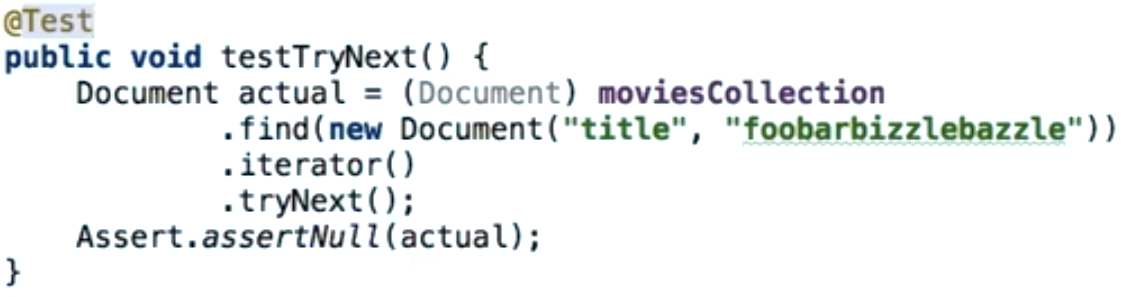 @Test
public void testTryNext() {
    Document actual = (Document) moviesCollection
            .find(new Document("title", "foobarbizzlebazzle"))
            .iterator()
            .tryNext();
    Assert.assertNull(actual);
}